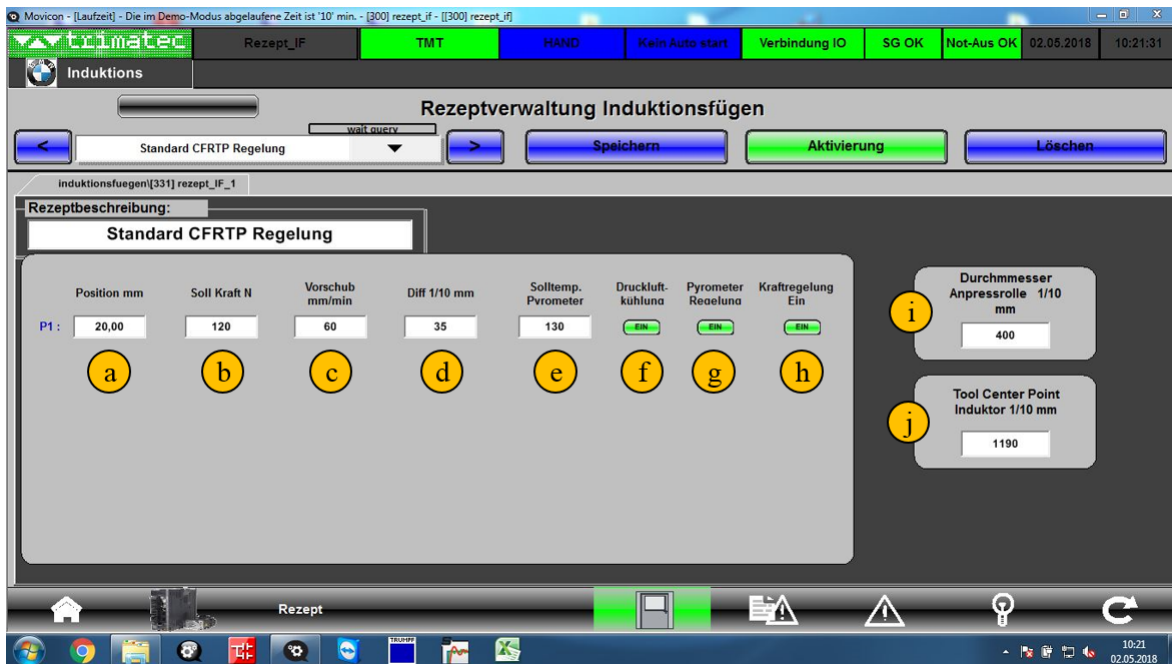 Movicon - [Laufzeit] - Die im Demo-Modus abgelaufene Zeit ist '10' min. - [300] rezept_if - [[300] rezept_if]
trimatec Rezept_IF TMT HAND Kein Auto start Verbindung IO SG OK Not-Aus OK 02.05.2018 10:21:31
Induktions
Rezeptverwaltung Induktionsfügen
wait query
< Standard CFRTP Regelung > Speichern Aktivierung Löschen
induktionsfuegen\[331] rezept_IF_1
Rezeptbeschreibung:
Standard CFRTP Regelung
Position mm
Soll Kraft N
Vorschub
mm/min
Diff 1/10 mm
Solltemp.
Pyrometer
Druckluft-
kühlung
Pyrometer
Regelung
Kraftregelung
Ein
P1 : 20,00 120 60 35 130 EIN EIN EIN
a b c d e f g h
i
Durchmmesser
Anpressrolle 1/10
mm
400
j
Tool Center Point
Induktor 1/10 mm
1190
Rezept
TRUMPF
10:21
02.05.2018